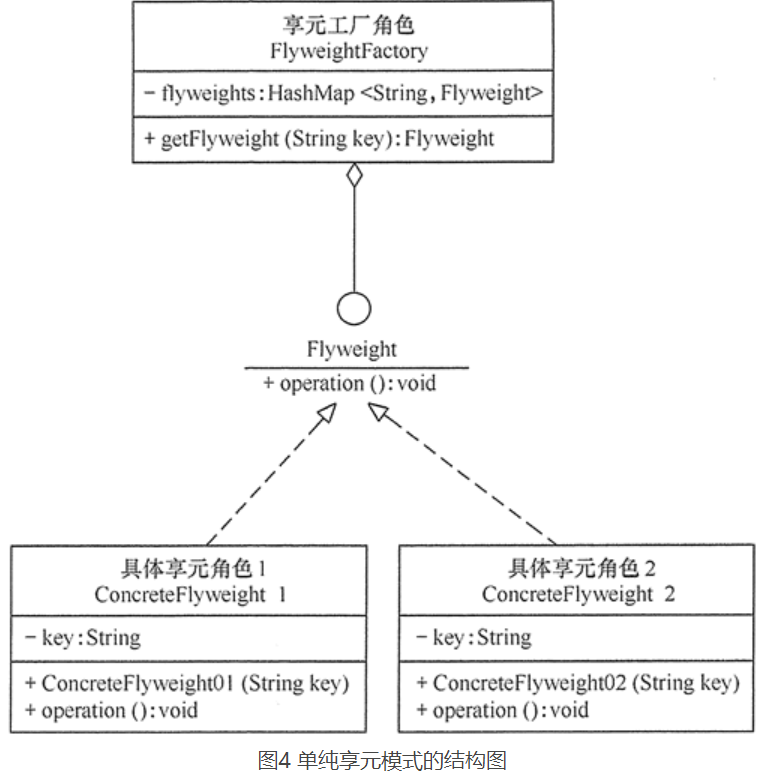 享元工厂角色
FlyweightFactory
- flyweights:HashMap <String, Flyweight>
+ getFlyweight (String key):Flyweight
Flyweight
+ operation ():void
具体享元角色1
ConcreteFlyweight 1
- key:String
+ ConcreteFlyweight01 (String key)
+ operation ():void
具体享元角色2
ConcreteFlyweight 2
- key:String
+ ConcreteFlyweight02 (String key)
+ operation ():void
图4 单纯享元模式的结构图